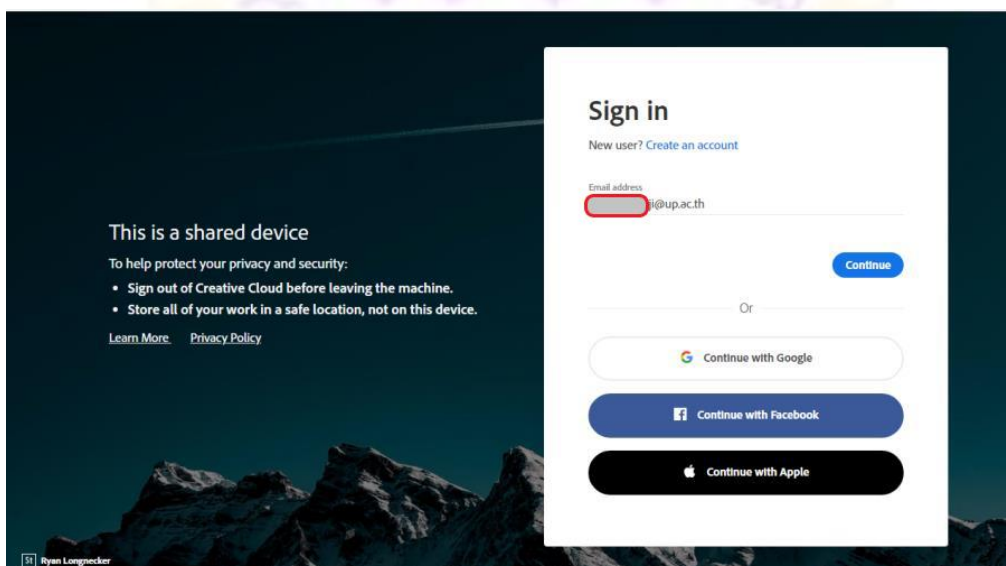 This is a shared device
To help protect your privacy and security:
Sign out of Creative Cloud before leaving the machine.
Store all of your work in a safe location, not on this device.
Learn More Privacy Policy
St Ryan Longnecker
Sign in
New user? Create an account
Email address
ji@up.ac.th
Continue
Or
Continue with Google
Continue with Facebook
Continue with Apple